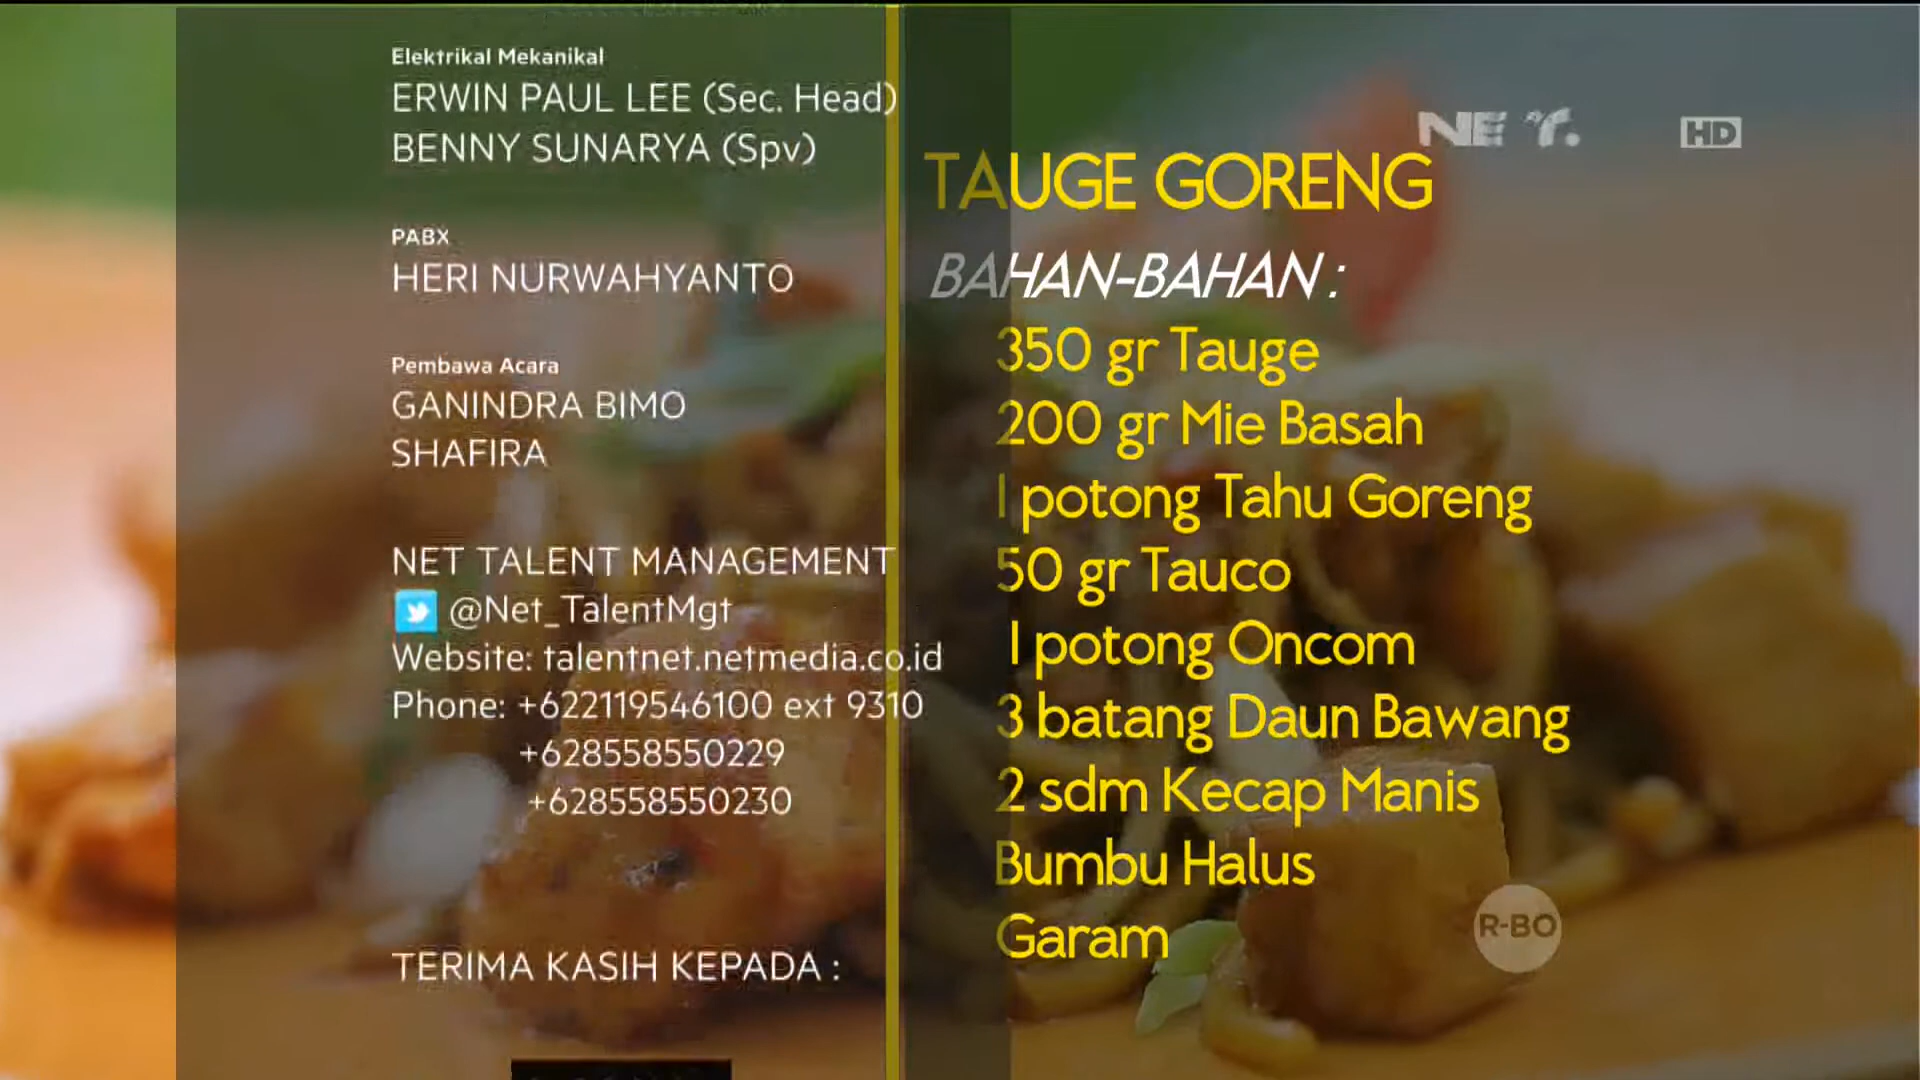 Elektrikal Mekanikal
ERWIN PAUL LEE (Sec. Head)
BENNY SUNARYA (Spv)
PABX
HERI NURWAHYANTO
Pembawa Acara
GANINDRA BIMO
SHAFIRA
NET TALENT MANAGEMENT
@Net_TalentMgt
Website: talentnet.netmedia.co.id
Phone: +622119546100 ext 9310
+628558550229
+628558550230
TERIMA KASIH KEPADA :
NET.
HD
TAUGE GORENG
BAHAN-BAHAN :
350 gr Tauge
200 gr Mie Basah
1 potong Tahu Goreng
50 gr Tauco
1 potong Oncom
3 batang Daun Bawang
2 sdm Kecap Manis
Bumbu Halus
Garam
R-BO